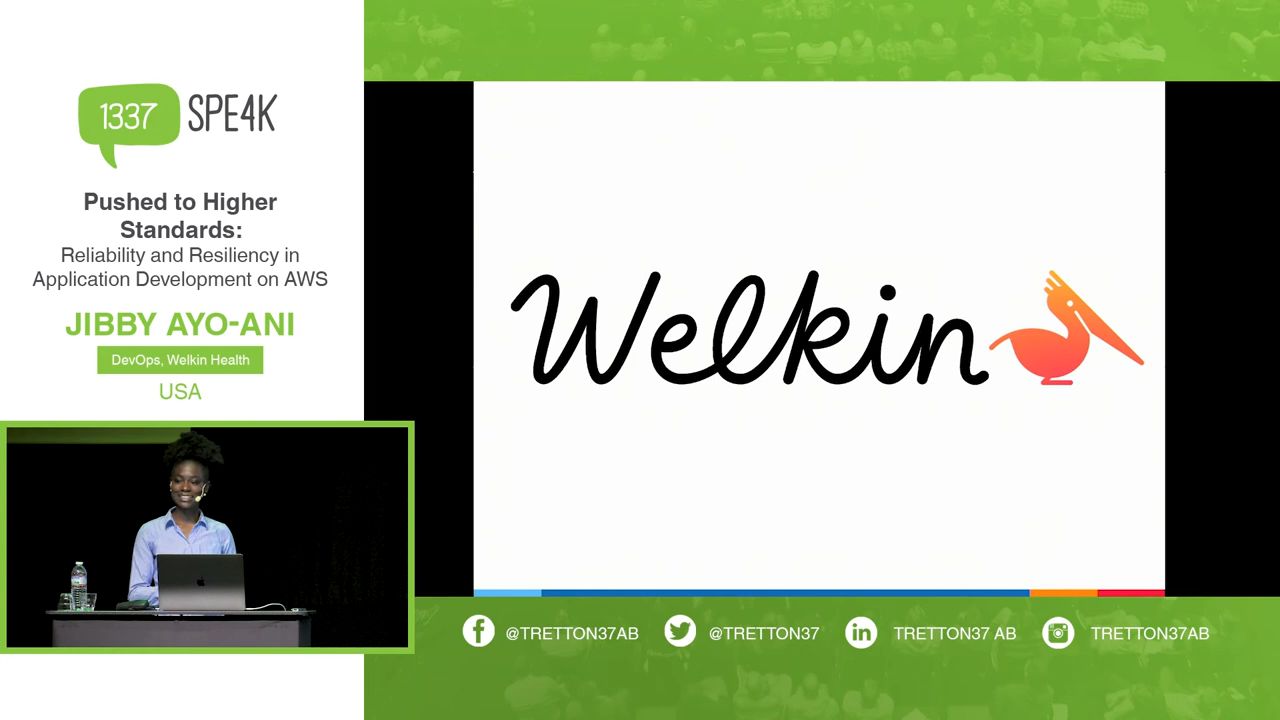 1337 SPE4K
Pushed to Higher
Standards:
Reliability and Resiliency in
Application Development on AWS
JIBBY AYO-ANI
DevOps, Welkin Health
USA
Welkin
@TRETTON37AB
@TRETTON37
TRETTON37 AB
TRETTON37AB